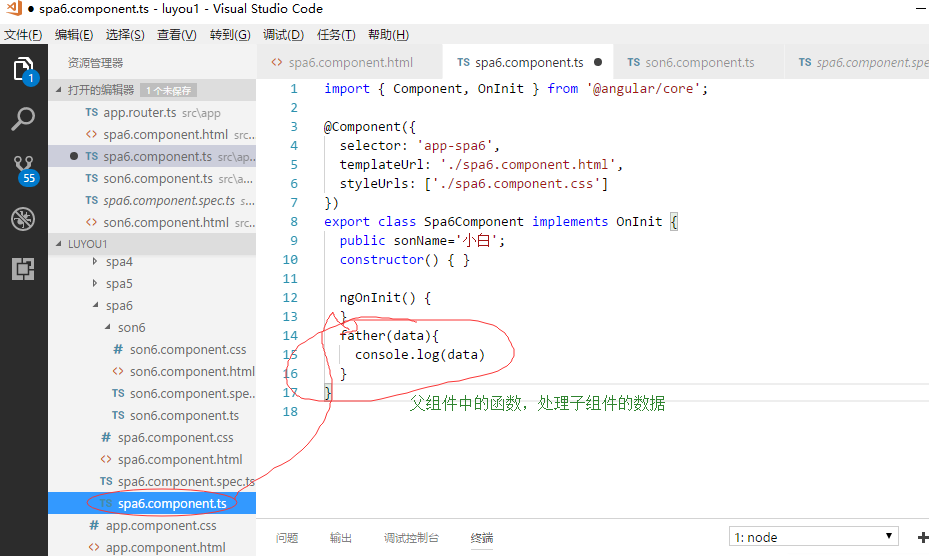 ● spa6.component.ts - luyou1 - Visual Studio Code
文件(F) 编辑(E) 选择(S) 查看(V) 转到(G) 调试(D) 任务(T) 帮助(H)
资源管理器
<> spa6.component.html TS spa6.component.ts ● TS son6.component.ts TS spa6.component.spe
打开的编辑器 1 个未保存
TS app.router.ts src\app
<> spa6.component.html src...
● TS spa6.component.ts src\ap...
TS son6.component.ts src\a...
TS spa6.component.spec.ts s...
<> son6.component.html src...
LUYOU1
spa4
spa5
spa6
son6
# son6.component.css
<> son6.component.html
TS son6.component.spe...
TS son6.component.ts
# spa6.component.css
<> spa6.component.html
TS spa6.component.spec.ts
TS spa6.component.ts
# app.component.css
<> app.component.html
1
55
1 import { Component, OnInit } from '@angular/core';
2
3 @Component({
4 selector: 'app-spa6',
5 templateUrl: './spa6.component.html',
6 styleUrls: ['./spa6.component.css']
7 })
8 export class Spa6Component implements OnInit {
9 public sonName='小白';
10 constructor() { }
11
12 ngOnInit() {
13 }
14 father(data){
15 console.log(data)
16 }
17 }
18
父组件中的函数，处理子组件的数据
问题 输出 调试控制台 终端 1: node